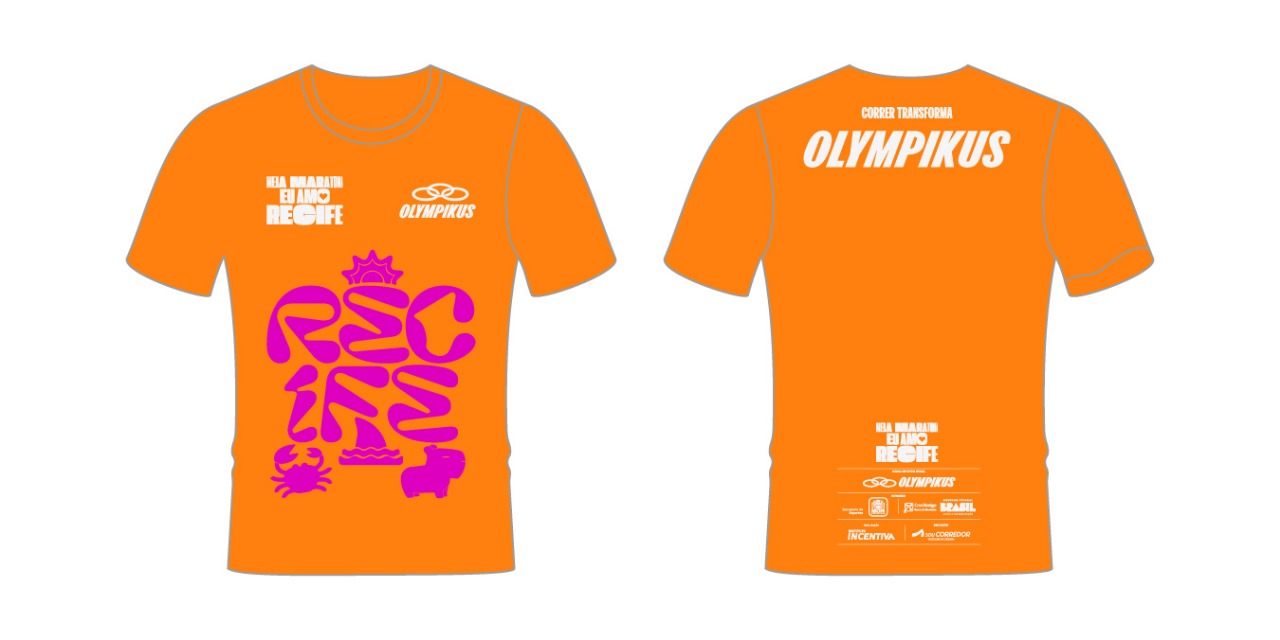 MEIA MARATONA
EU AMO
RECIFE
OLYMPIKUS
REC
IFE
CORRER TRANSFORMA
OLYMPIKUS
MEIA MARATONA
EU AMO
RECIFE
OLYMPIKUS
BRASIL
INCENTIVA
soy CORREDOR